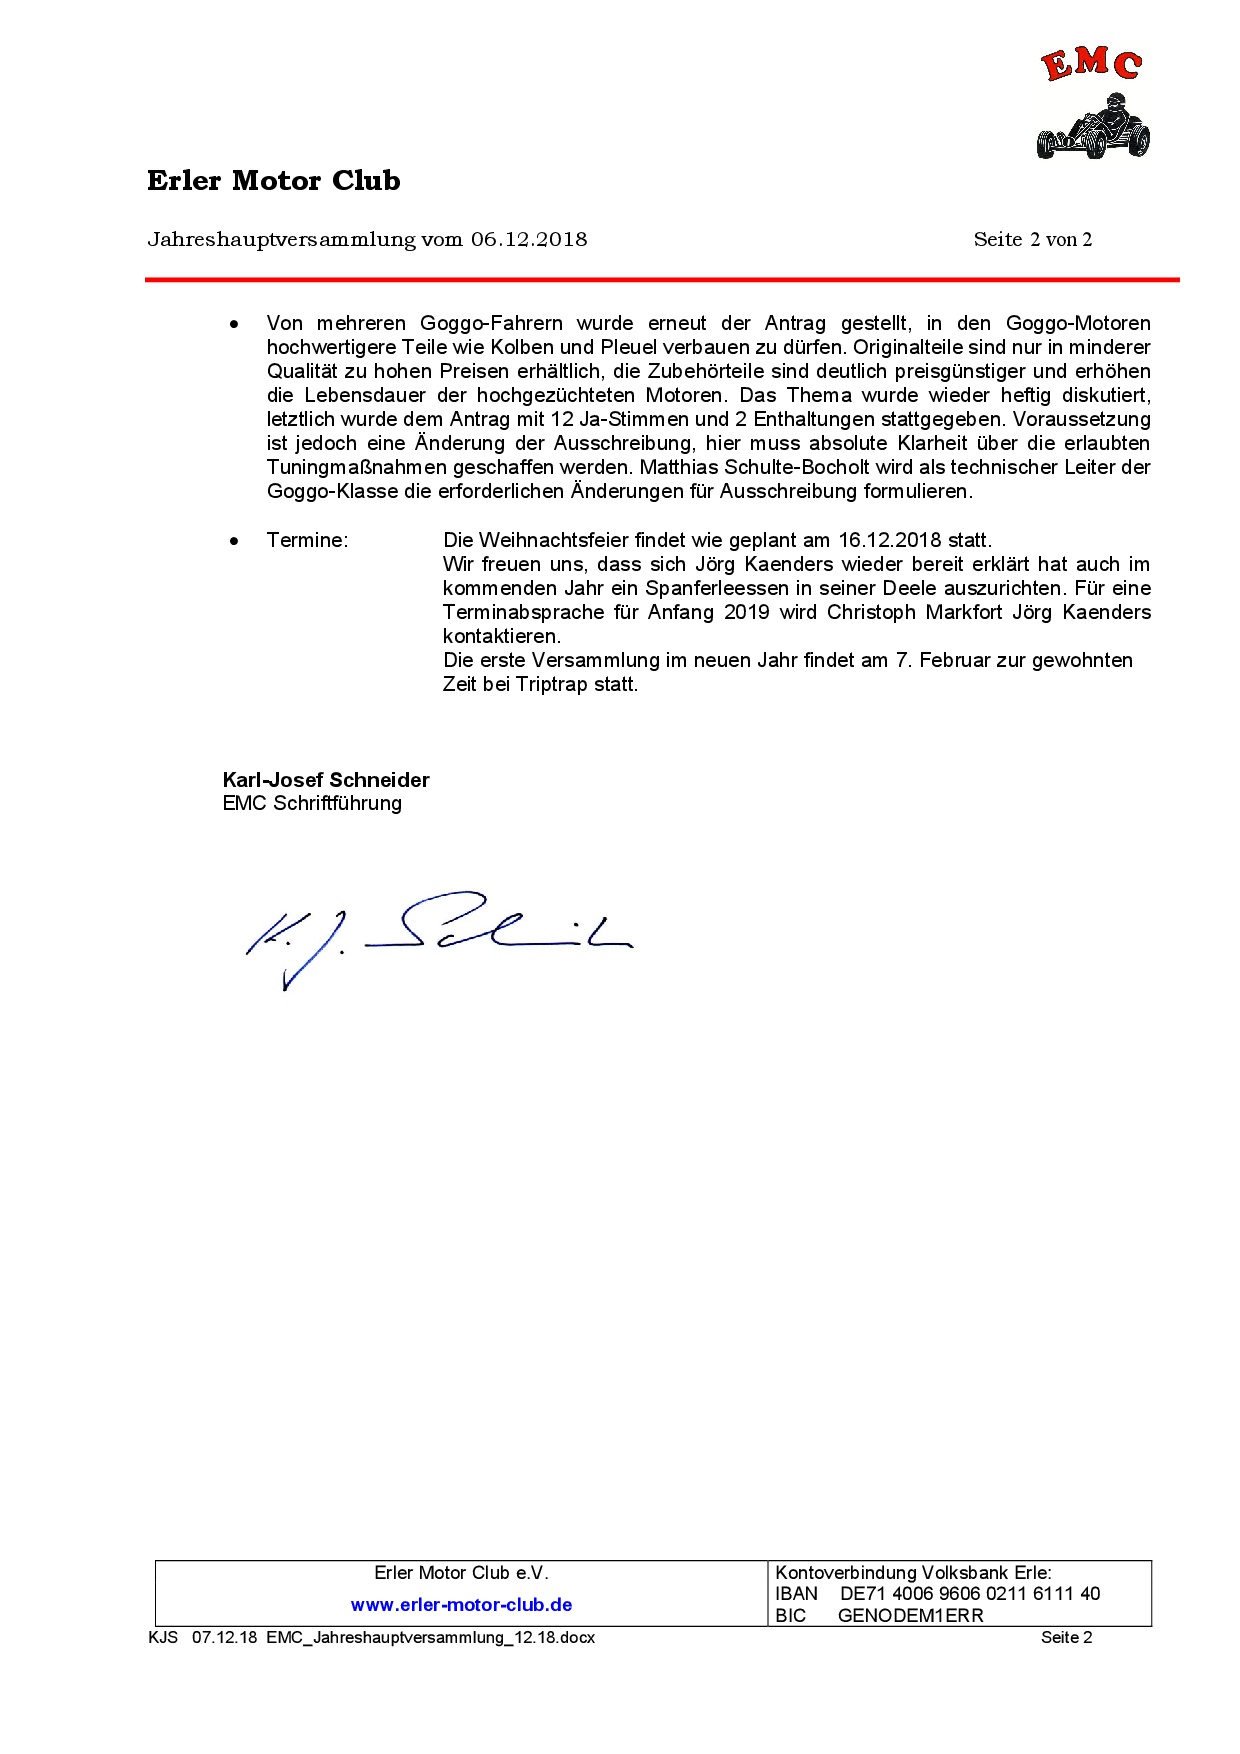 EMC
Erler Motor Club
Jahreshauptversammlung vom 06.12.2018 Seite 2 von 2
• Von mehreren Goggo-Fahrern wurde erneut der Antrag gestellt, in den Goggo-Motoren
hochwertigere Teile wie Kolben und Pleuel verbauen zu dürfen. Originalteile sind nur in minderer
Qualität zu hohen Preisen erhältlich, die Zubehörteile sind deutlich preisgünstiger und erhöhen
die Lebensdauer der hochgezüchteten Motoren. Das Thema wurde wieder heftig diskutiert,
letztlich wurde dem Antrag mit 12 Ja-Stimmen und 2 Enthaltungen stattgegeben. Voraussetzung
ist jedoch eine Änderung der Ausschreibung, hier muss absolute Klarheit über die erlaubten
Tuningmaßnahmen geschaffen werden. Matthias Schulte-Bocholt wird als technischer Leiter der
Goggo-Klasse die erforderlichen Änderungen für Ausschreibung formulieren.
• Termine: Die Weihnachtsfeier findet wie geplant am 16.12.2018 statt.
Wir freuen uns, dass sich Jörg Kaenders wieder bereit erklärt hat auch im
kommenden Jahr ein Spanferleessen in seiner Deele auszurichten. Für eine
Terminabsprache für Anfang 2019 wird Christoph Markfort Jörg Kaenders
kontaktieren.
Die erste Versammlung im neuen Jahr findet am 7. Februar zur gewohnten
Zeit bei Triptrap statt.
Karl-Josef Schneider
EMC Schriftführung
K. J. Schneider
Erler Motor Club e.V.
www.erler-motor-club.de
Kontoverbindung Volksbank Erle:
IBAN DE71 4006 9606 0211 6111 40
BIC GENODEM1ERR
KJS 07.12.18 EMC_Jahreshauptversammlung_12.18.docx Seite 2